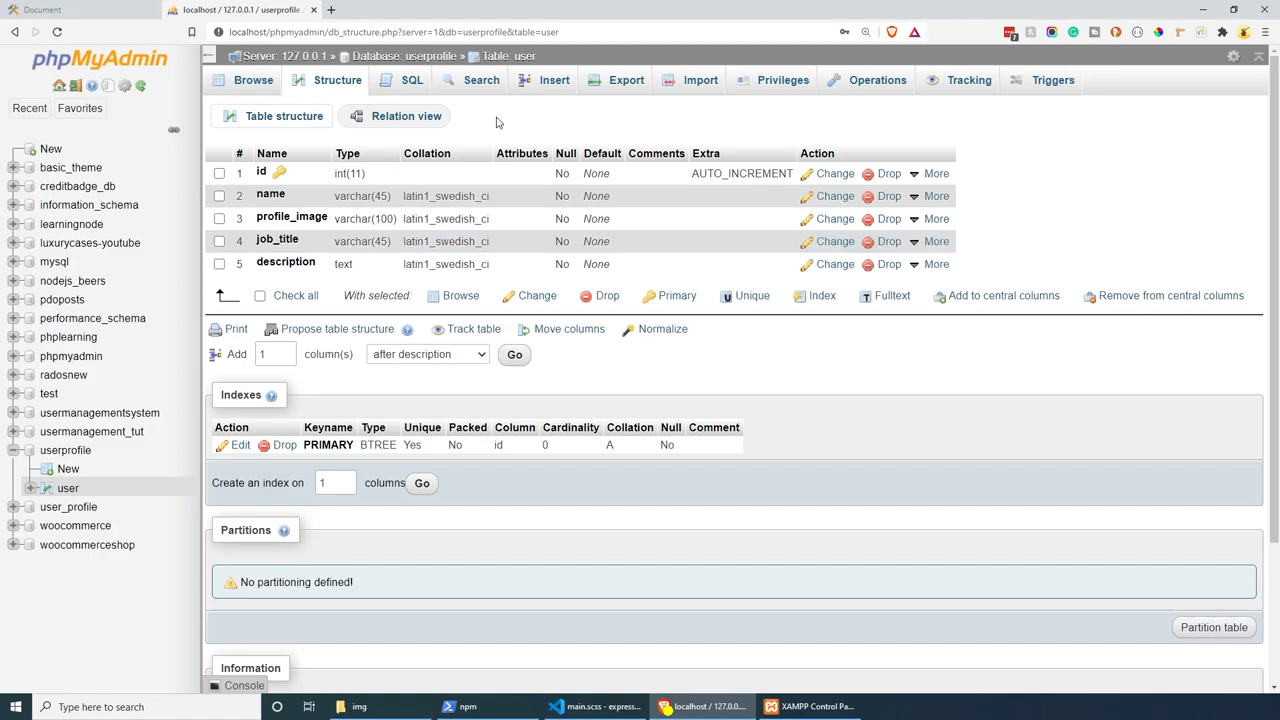 Document
localhost / 127.0.0.1 / userprofile
localhost/phpmyadmin/db_structure.php?server=1&db=userprofile&table=user
7
phpMyAdmin
Recent
Favorites
New
basic_theme
creditbadge_db
information_schema
learningnode
luxurycases-youtube
mysql
nodejs_beers
pdoposts
performance_schema
phplearning
phpmyadmin
radosnew
test
usermanagementsystem
usermanagement_tut
userprofile
New
user
user_profile
woocommerce
woocommerceshop
Server: 127.0.0.1 » Database: userprofile » Table: user
Browse Structure SQL Search Insert Export Import Privileges Operations Tracking Triggers
Table structure Relation view
# Name Type Collation Attributes Null Default Comments Extra Action
1 id int(11) No None AUTO_INCREMENT Change Drop More
2 name varchar(45) latin1_swedish_ci No None Change Drop More
3 profile_image varchar(100) latin1_swedish_ci No None Change Drop More
4 job_title varchar(45) latin1_swedish_ci No None Change Drop More
5 description text latin1_swedish_ci No None Change Drop More
Check all With selected: Browse Change Drop Primary Unique Index Fulltext Add to central columns Remove from central columns
Print Propose table structure Track table Move columns Normalize
Add 1 column(s) after description Go
Indexes
Action Keyname Type Unique Packed Column Cardinality Collation Null Comment
Edit Drop PRIMARY BTREE Yes No id 0 A No
Create an index on 1 columns Go
Partitions
No partitioning defined!
Partition table
Information
Console
Type here to search
img
npm
main.scss - express...
localhost / 127.0.0....
XAMPP Control Pa...